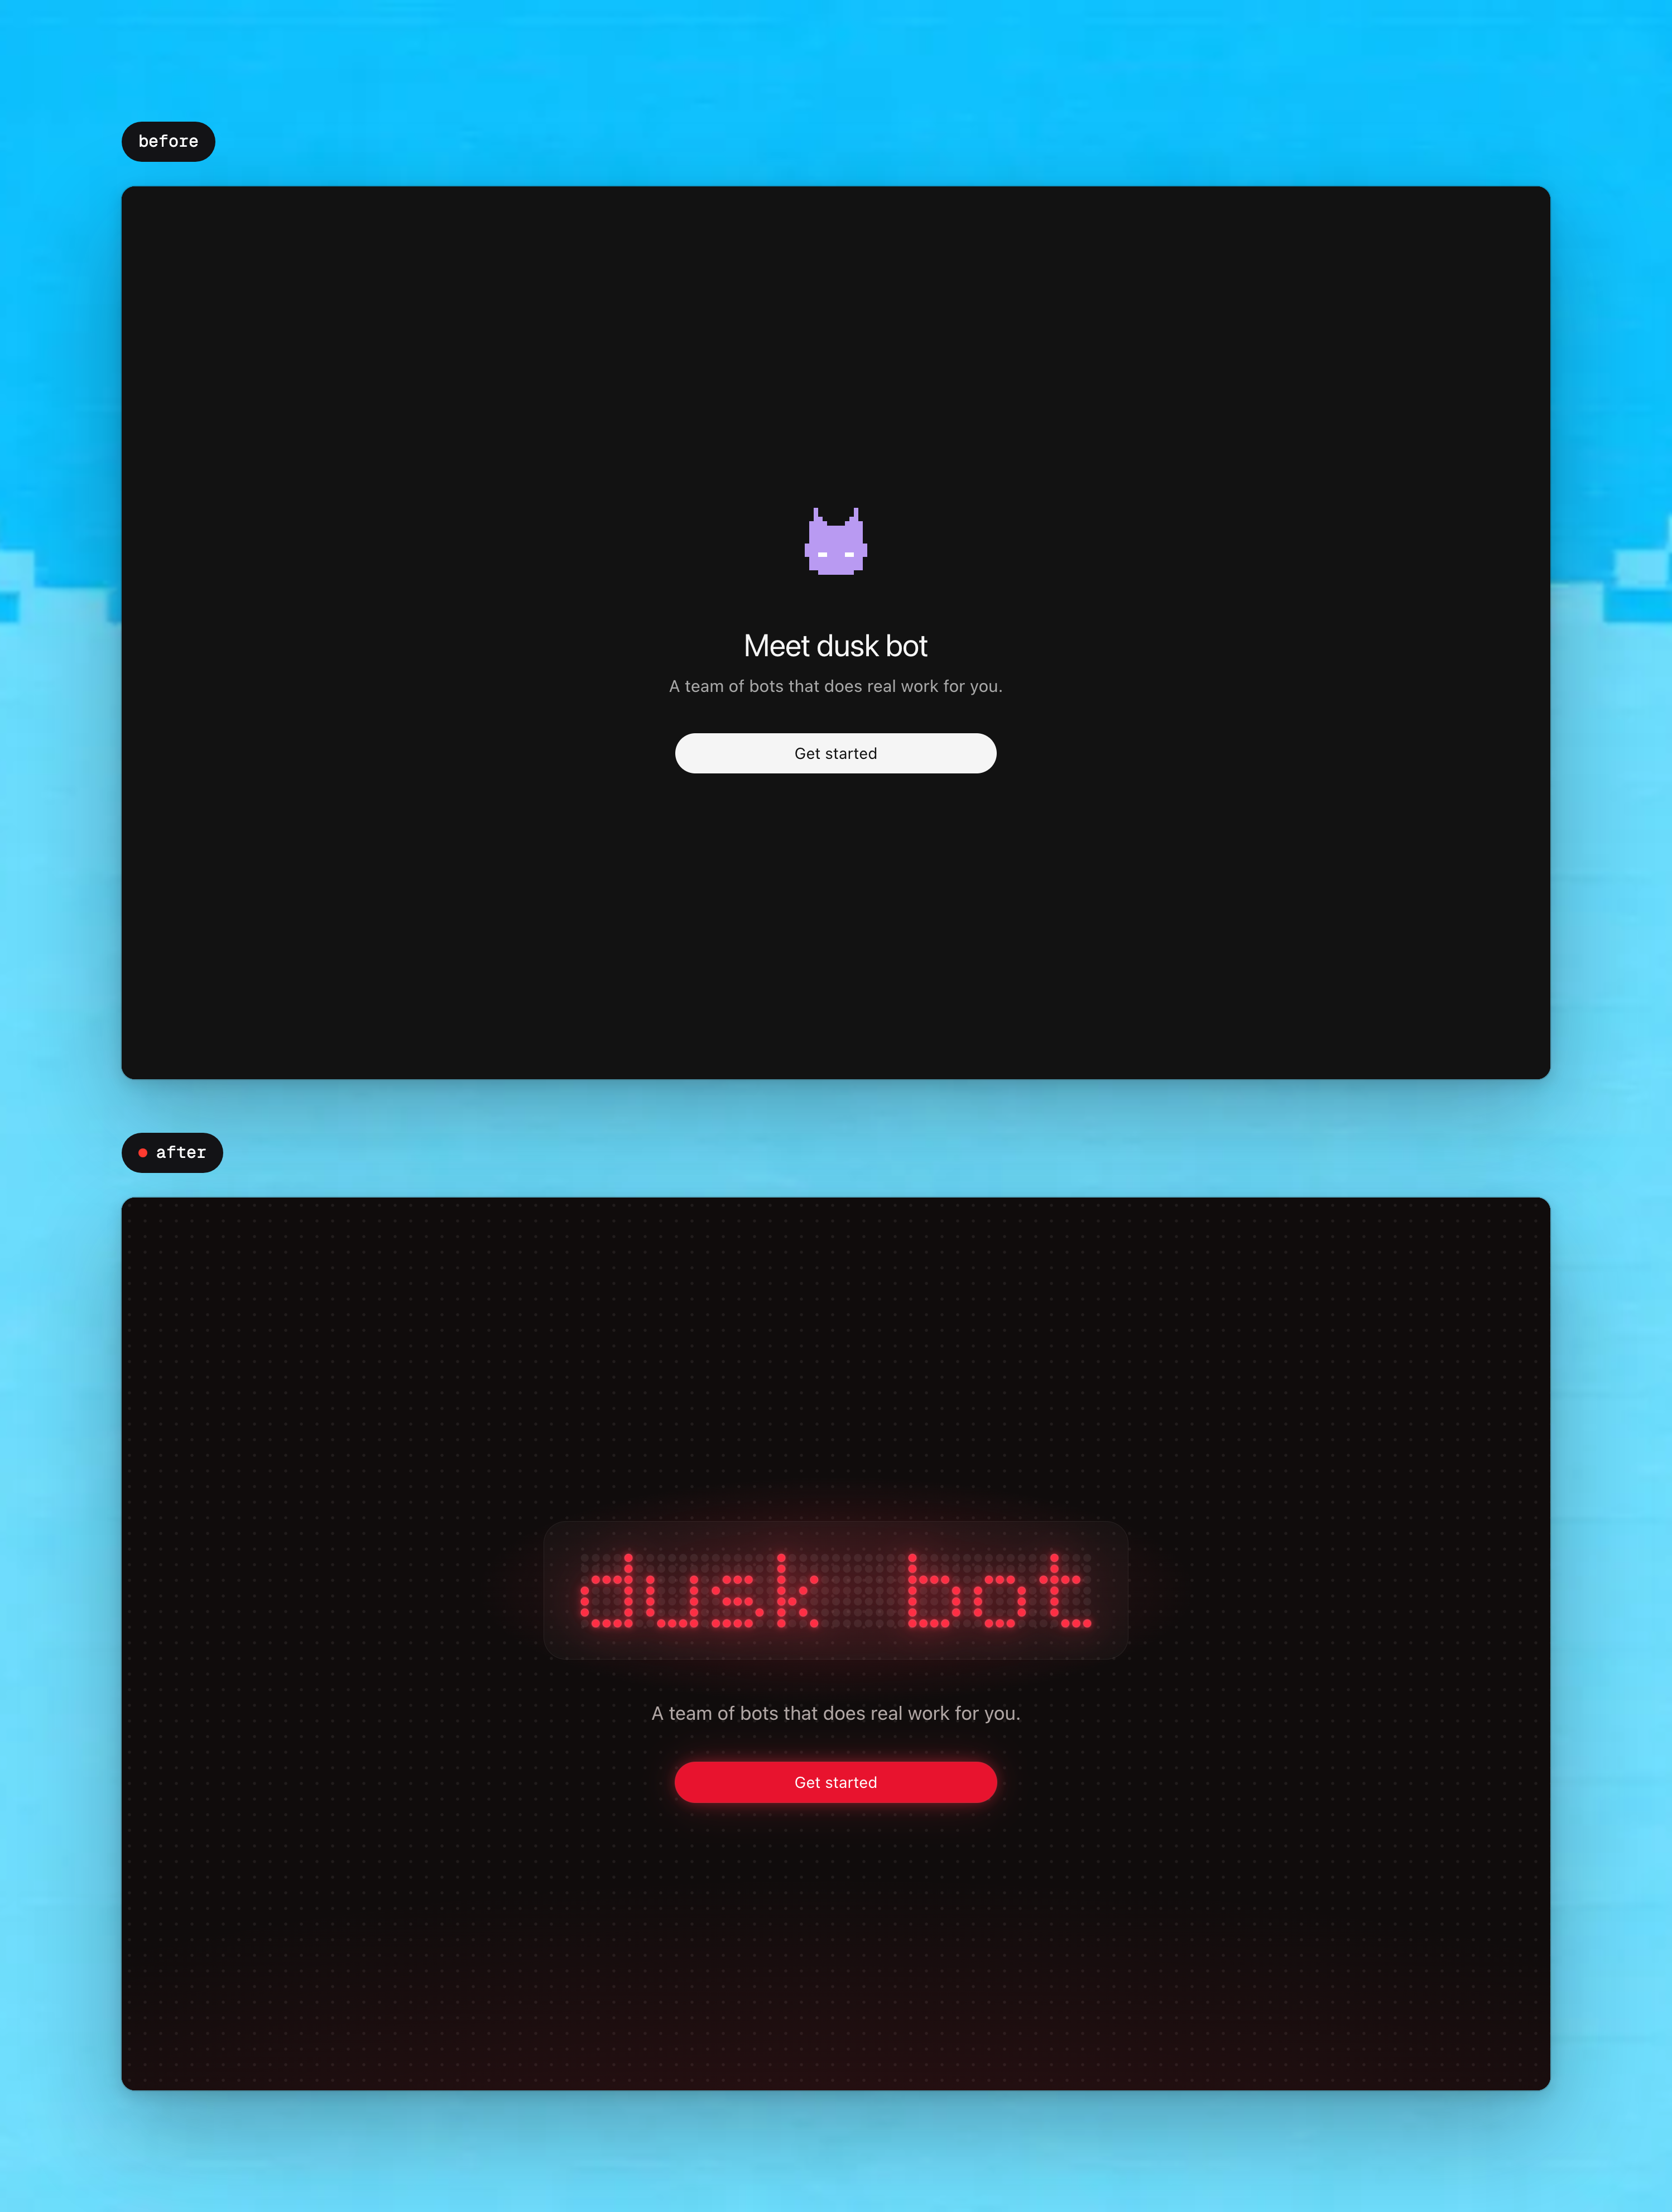 before
Meet dusk bot
A team of bots that does real work for you.
Get started
after
dusk bot
A team of bots that does real work for you.
Get started